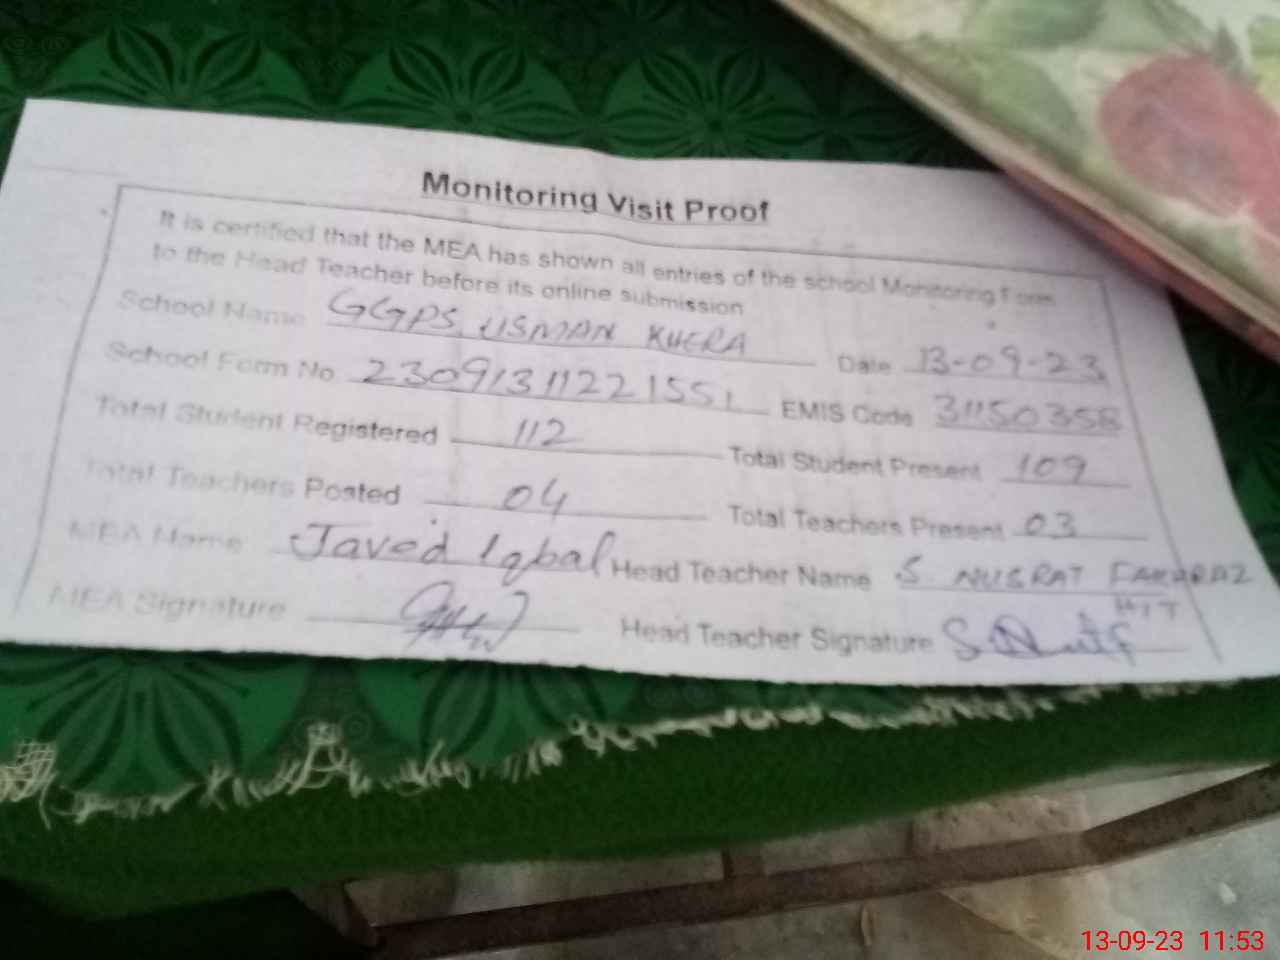 Monitoring Visit Proof
It is certified that the MEA has shown all entries of the school Monitoring Form
to the Head Teacher before its online submission
School Name GGPS USMAN KHERA Date 13-09-23
School Form No 23091311221551 EMIS Code 31150358
Total Student Registered 112 Total Student Present 109
Total Teachers Posted 04 Total Teachers Present 03
MEA Name Javed Iqbal Head Teacher Name S NUSRAT
MEA Signature Head Teacher Signature
13-09-23 11:53